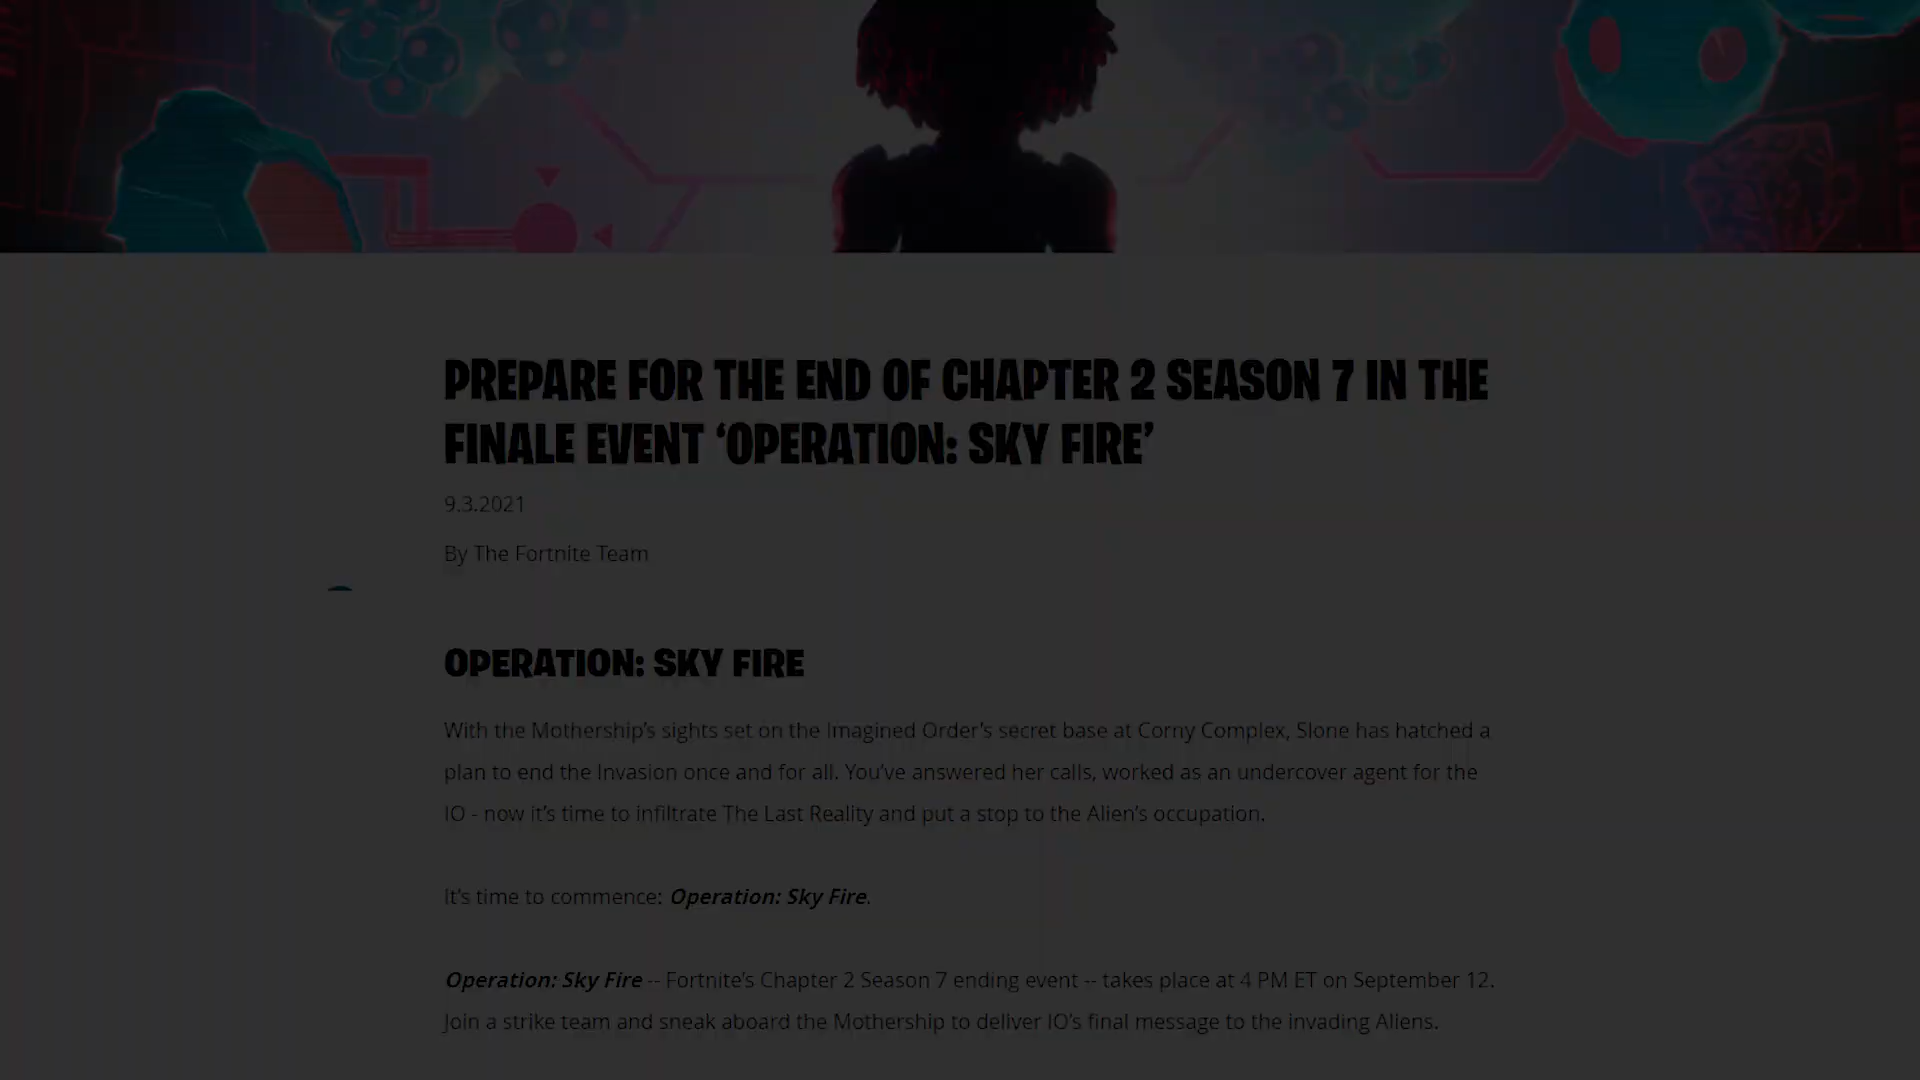 PREPARE FOR THE END OF CHAPTER 2 SEASON 7 IN THE
FINALE EVENT ‘OPERATION: SKY FIRE’
9.3.2021
By The Fortnite Team
OPERATION: SKY FIRE
With the Mothership’s sights set on the Imagined Order’s secret base at Corny Complex, Slone has hatched a
plan to end the Invasion once and for all. You’ve answered her calls, worked as an undercover agent for the
IO - now it’s time to infiltrate The Last Reality and put a stop to the Alien’s occupation.
It’s time to commence: Operation: Sky Fire.
Operation: Sky Fire -- Fortnite’s Chapter 2 Season 7 ending event -- takes place at 4 PM ET on September 12.
Join a strike team and sneak aboard the Mothership to deliver IO’s final message to the invading Aliens.